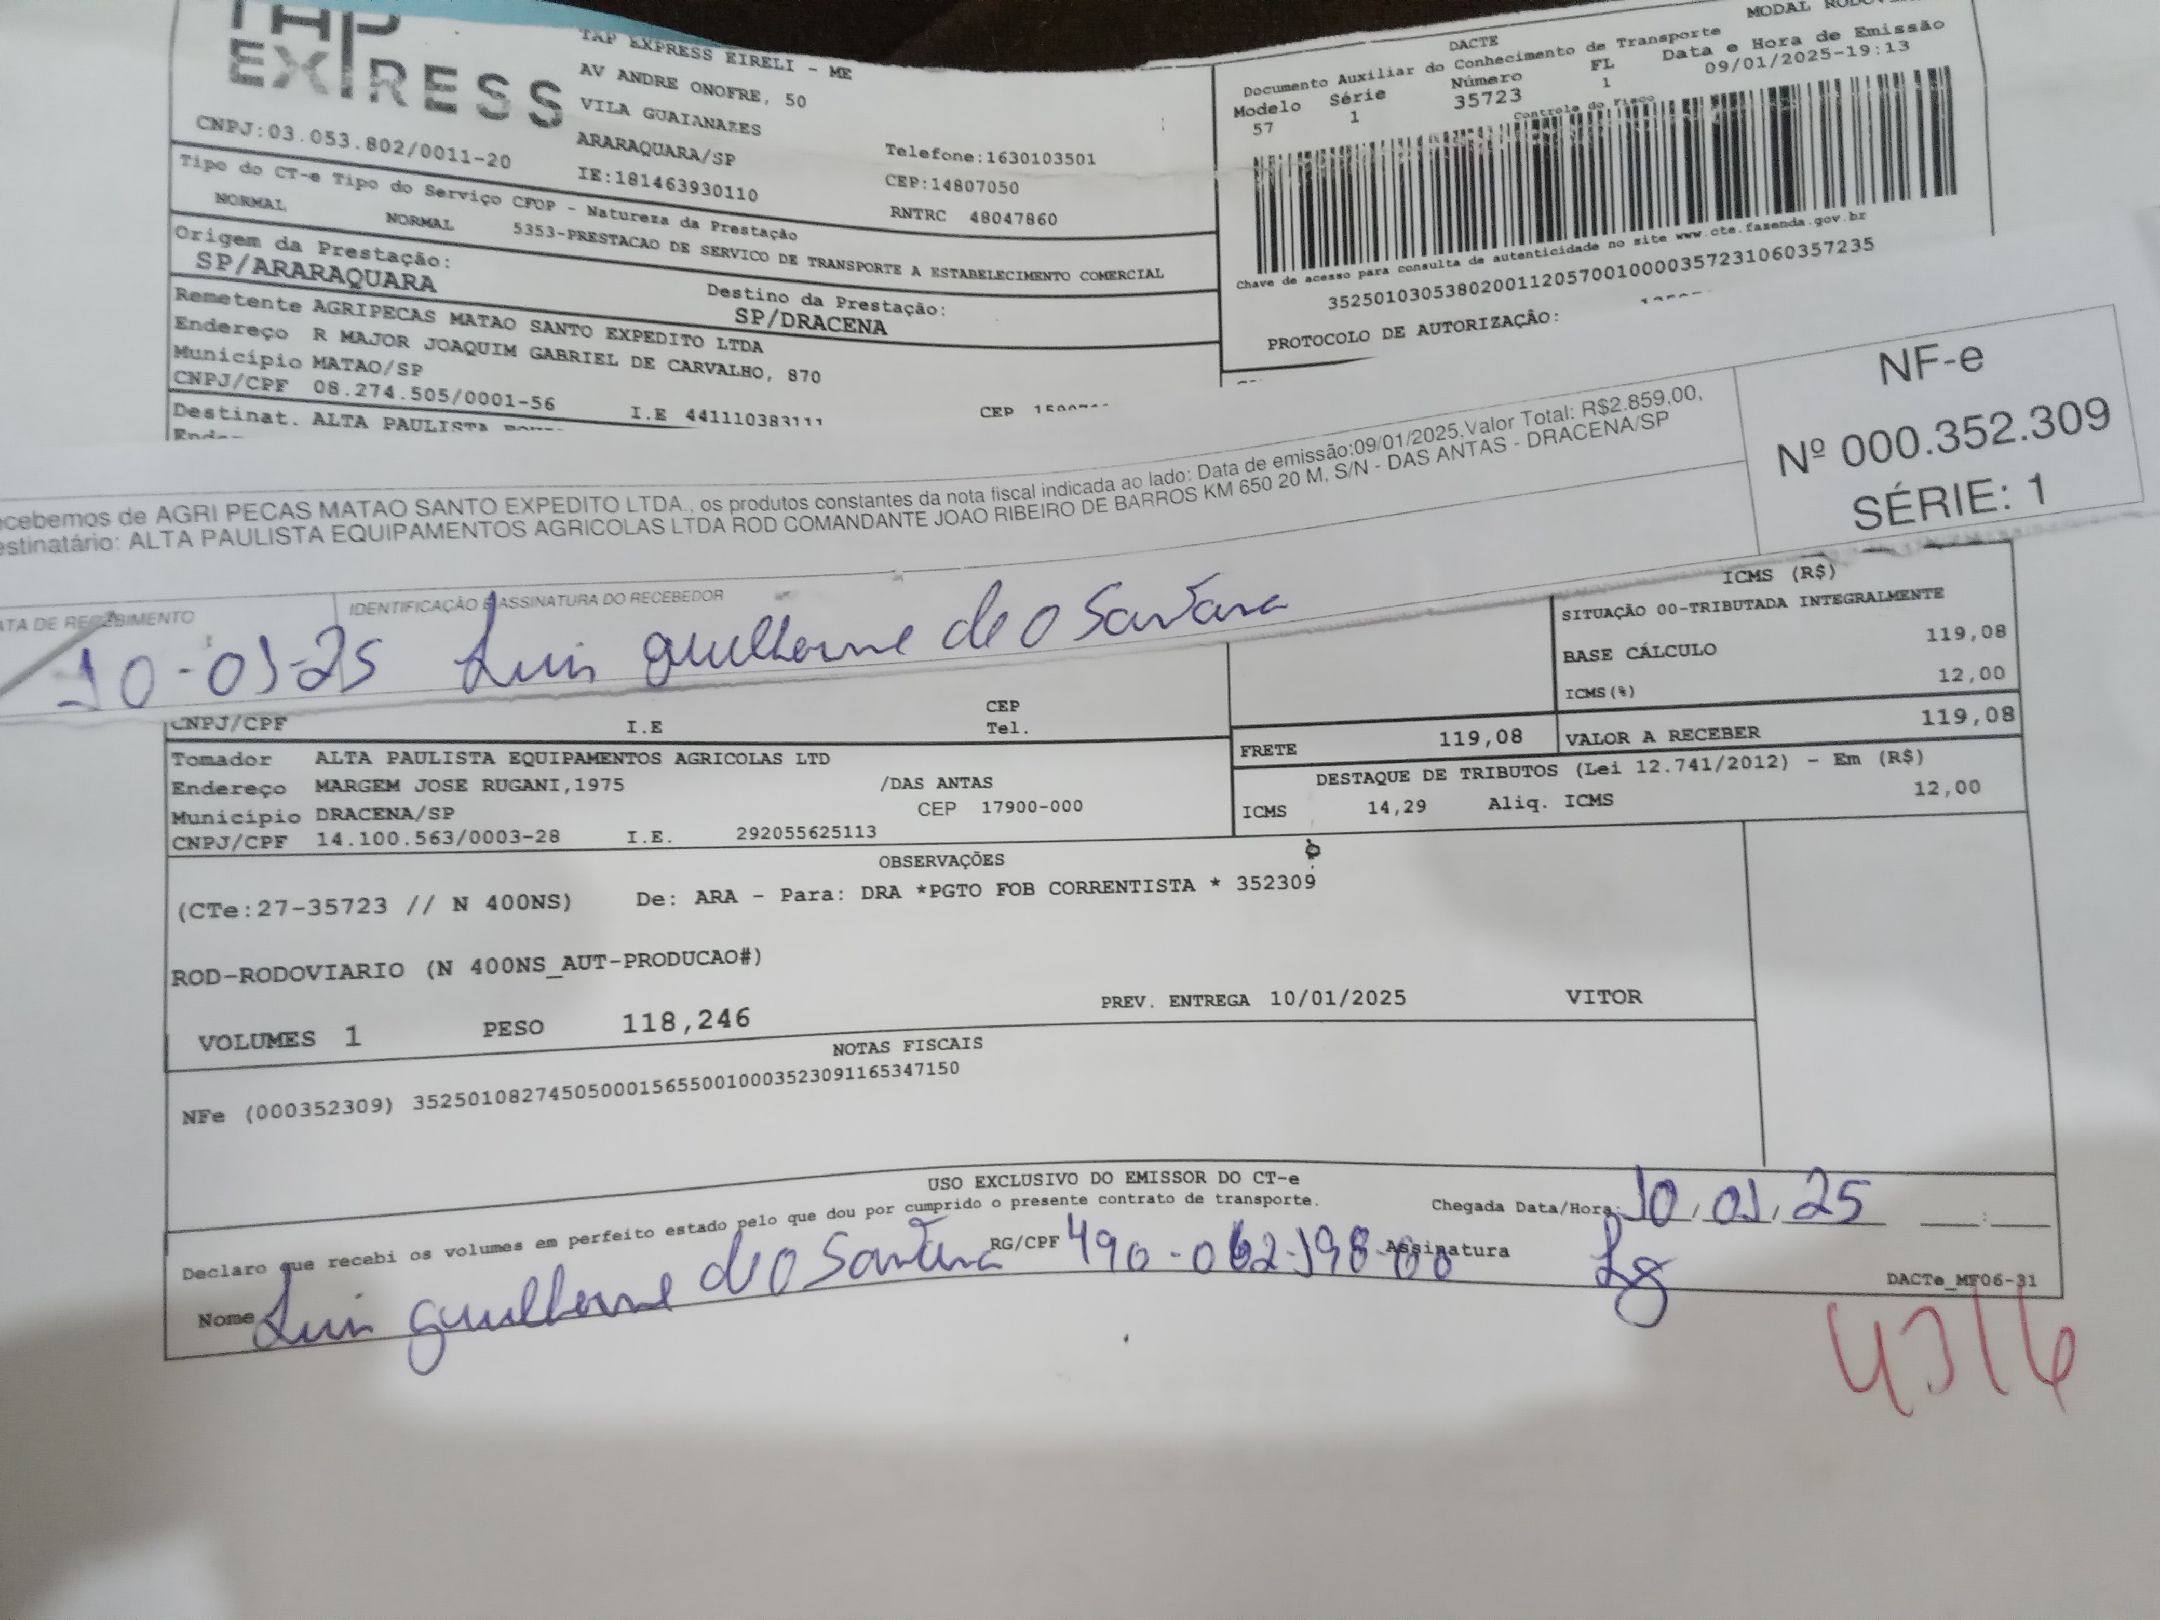 TAP
EXPRESS
TAP EXPRESS EIRELI - ME
AV ANDRE ONOFRE, 50
VILA GUAIANAZES
ARARAQUARA/SP
CNPJ:03.053.802/0011-20
IE:181463930110
Telefone:1630103501
CEP:14807050
RNTRC 48047860
Tipo do CT-e Tipo do Serviço CFOP - Natureza da Prestação
NORMAL NORMAL 5353-PRESTACAO DE SERVICO DE TRANSPORTE A ESTABELECIMENTO COMERCIAL
Origem da Prestação:
SP/ARARAQUARA
Destino da Prestação:
SP/DRACENA
Remetente AGRIPECAS MATAO SANTO EXPEDITO LTDA
Endereço R MAJOR JOAQUIM GABRIEL DE CARVALHO, 870
Município MATAO/SP
CNPJ/CPF 08.274.505/0001-56 I.E 441110383111 CEP
Destinat. ALTA PAULISTA
MODAL
DACTE
Documento Auxiliar do Conhecimento de Transporte
Modelo Série Número FL Data e Hora de Emissão
57 1 35723 1 09/01/2025-19:13
Controle do Fisco
Chave de acesso para consulta de autenticidade no site www.cte.fazenda.gov.br
35250103053802001120570010000357231060357235
PROTOCOLO DE AUTORIZAÇÃO:
NF-e
Nº 000.352.309
SÉRIE: 1
ecebemos de AGRI PECAS MATAO SANTO EXPEDITO LTDA., os produtos constantes da nota fiscal indicada ao lado: Data de emissão:09/01/2025,Valor Total: R$2.859,00,
estinatário: ALTA PAULISTA EQUIPAMENTOS AGRICOLAS LTDA ROD COMANDANTE JOAO RIBEIRO DE BARROS KM 650 20 M, S/N - DAS ANTAS - DRACENA/SP
ATA DE RECEBIMENTO IDENTIFICAÇÃO E ASSINATURA DO RECEBEDOR
10-01-25 Luis guilherme de O Santana
ICMS (R$)
SITUAÇÃO 00-TRIBUTADA INTEGRALMENTE
BASE CÁLCULO 119,08
ICMS(%) 12,00
CNPJ/CPF I.E CEP
Tel.
FRETE 119,08 VALOR A RECEBER 119,08
Tomador ALTA PAULISTA EQUIPAMENTOS AGRICOLAS LTD
Endereço MARGEM JOSE RUGANI,1975 /DAS ANTAS
Município DRACENA/SP CEP 17900-000
CNPJ/CPF 14.100.563/0003-28 I.E. 292055625113
DESTAQUE DE TRIBUTOS (Lei 12.741/2012) - Em (R$)
ICMS 14,29 Aliq. ICMS 12,00
OBSERVAÇÕES
(CTe:27-35723 // N 400NS) De: ARA - Para: DRA *PGTO FOB CORRENTISTA * 352309
ROD-RODOVIARIO (N 400NS_AUT-PRODUCAO#)
VOLUMES 1 PESO 118,246 PREV. ENTREGA 10/01/2025 VITOR
NOTAS FISCAIS
NFe (000352309) 35250108274505000156550010003523091165347150
USO EXCLUSIVO DO EMISSOR DO CT-e
Declaro que recebi os volumes em perfeito estado pelo que dou por cumprido o presente contrato de transporte.
Chegada Data/Hora: 10/01/25 __:__
Nome Luis guilherme de O Santana RG/CPF Assinatura Lg
DACTe_MF06-31